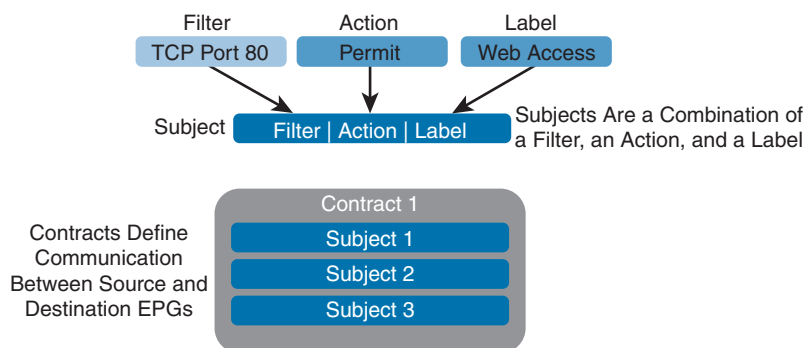 Filter
Action
Label
TCP Port 80
Permit
Web Access
Subject
Filter | Action | Label
Subjects Are a Combination of
a Filter, an Action, and a Label
Contract 1
Contracts Define
Communication
Between Source and
Destination EPGs
Subject 1
Subject 2
Subject 3